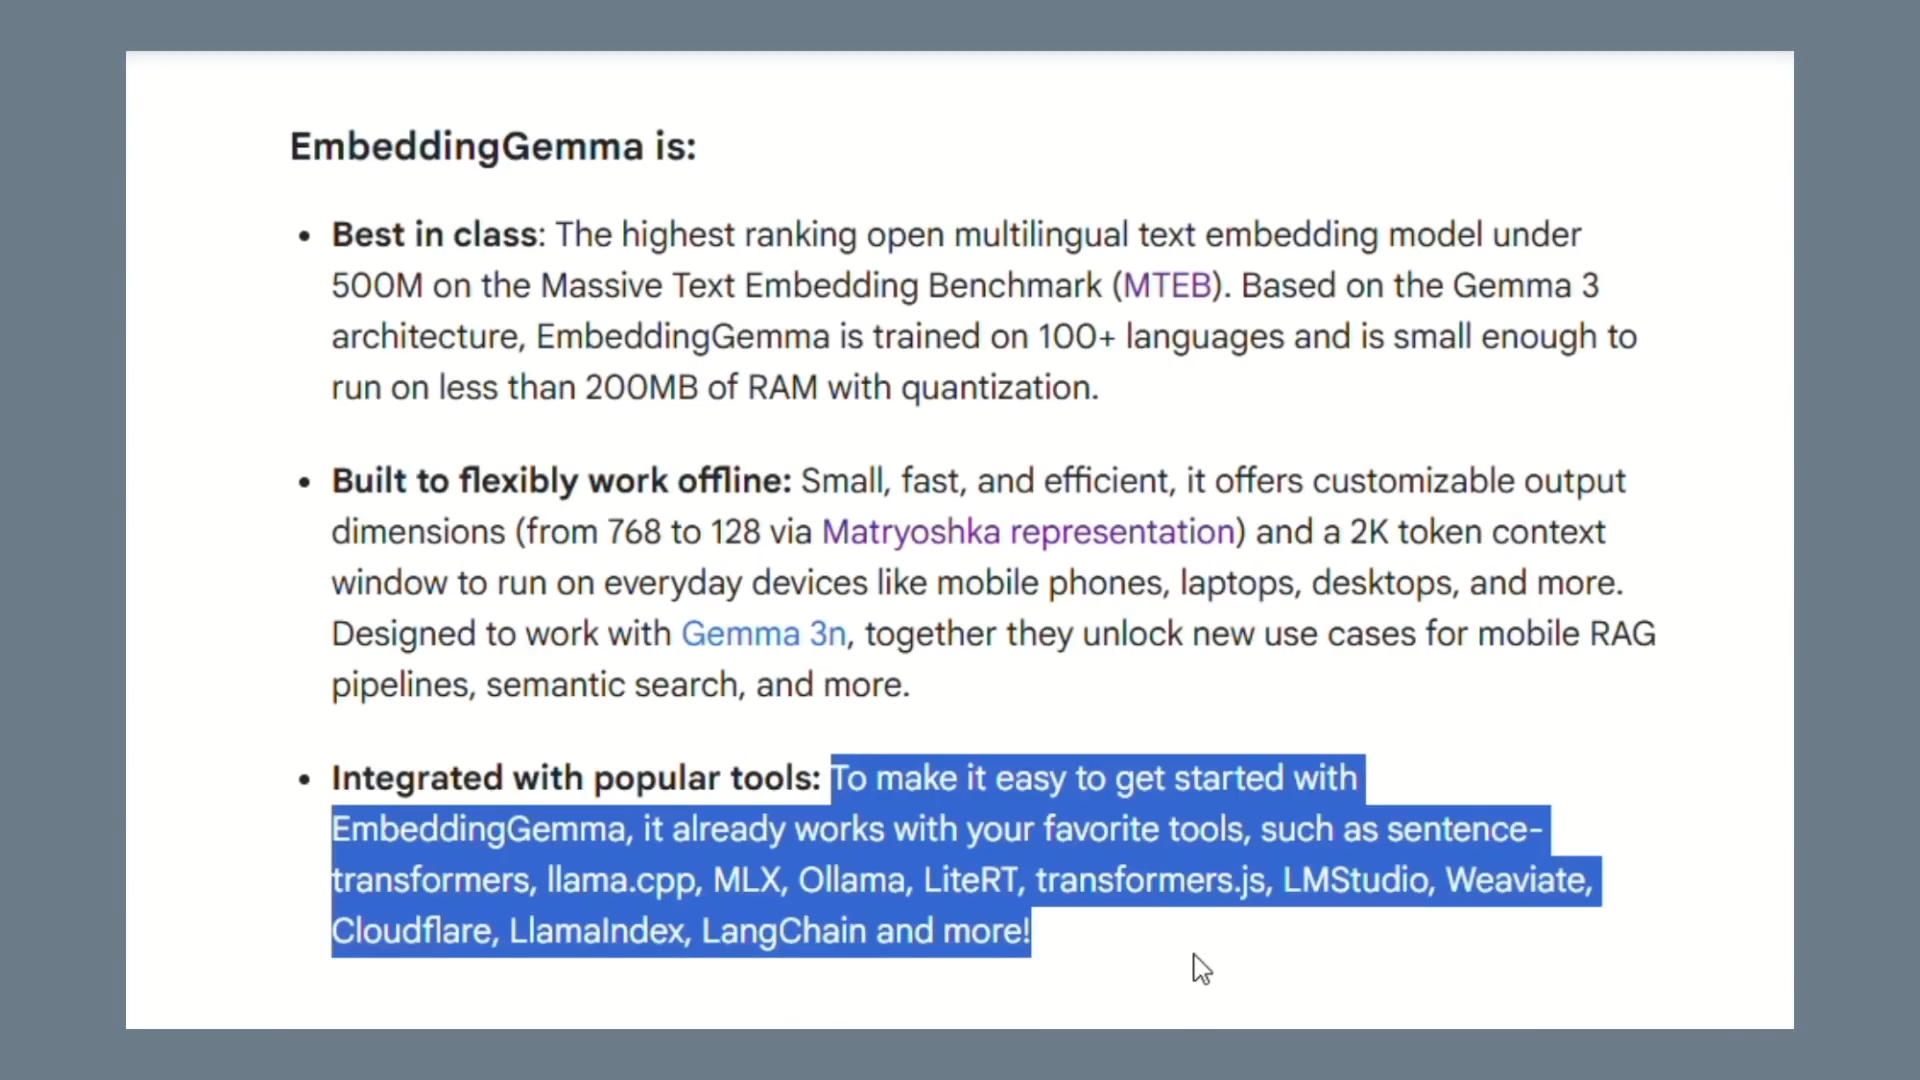 EmbeddingGemma is:
• Best in class: The highest ranking open multilingual text embedding model under
500M on the Massive Text Embedding Benchmark (MTEB). Based on the Gemma 3
architecture, EmbeddingGemma is trained on 100+ languages and is small enough to
run on less than 200MB of RAM with quantization.
• Built to flexibly work offline: Small, fast, and efficient, it offers customizable output
dimensions (from 768 to 128 via Matryoshka representation) and a 2K token context
window to run on everyday devices like mobile phones, laptops, desktops, and more.
Designed to work with Gemma 3n, together they unlock new use cases for mobile RAG
pipelines, semantic search, and more.
• Integrated with popular tools: To make it easy to get started with
EmbeddingGemma, it already works with your favorite tools, such as sentence-
transformers, llama.cpp, MLX, Ollama, LiteRT, transformers.js, LMStudio, Weaviate,
Cloudflare, LlamaIndex, LangChain and more!